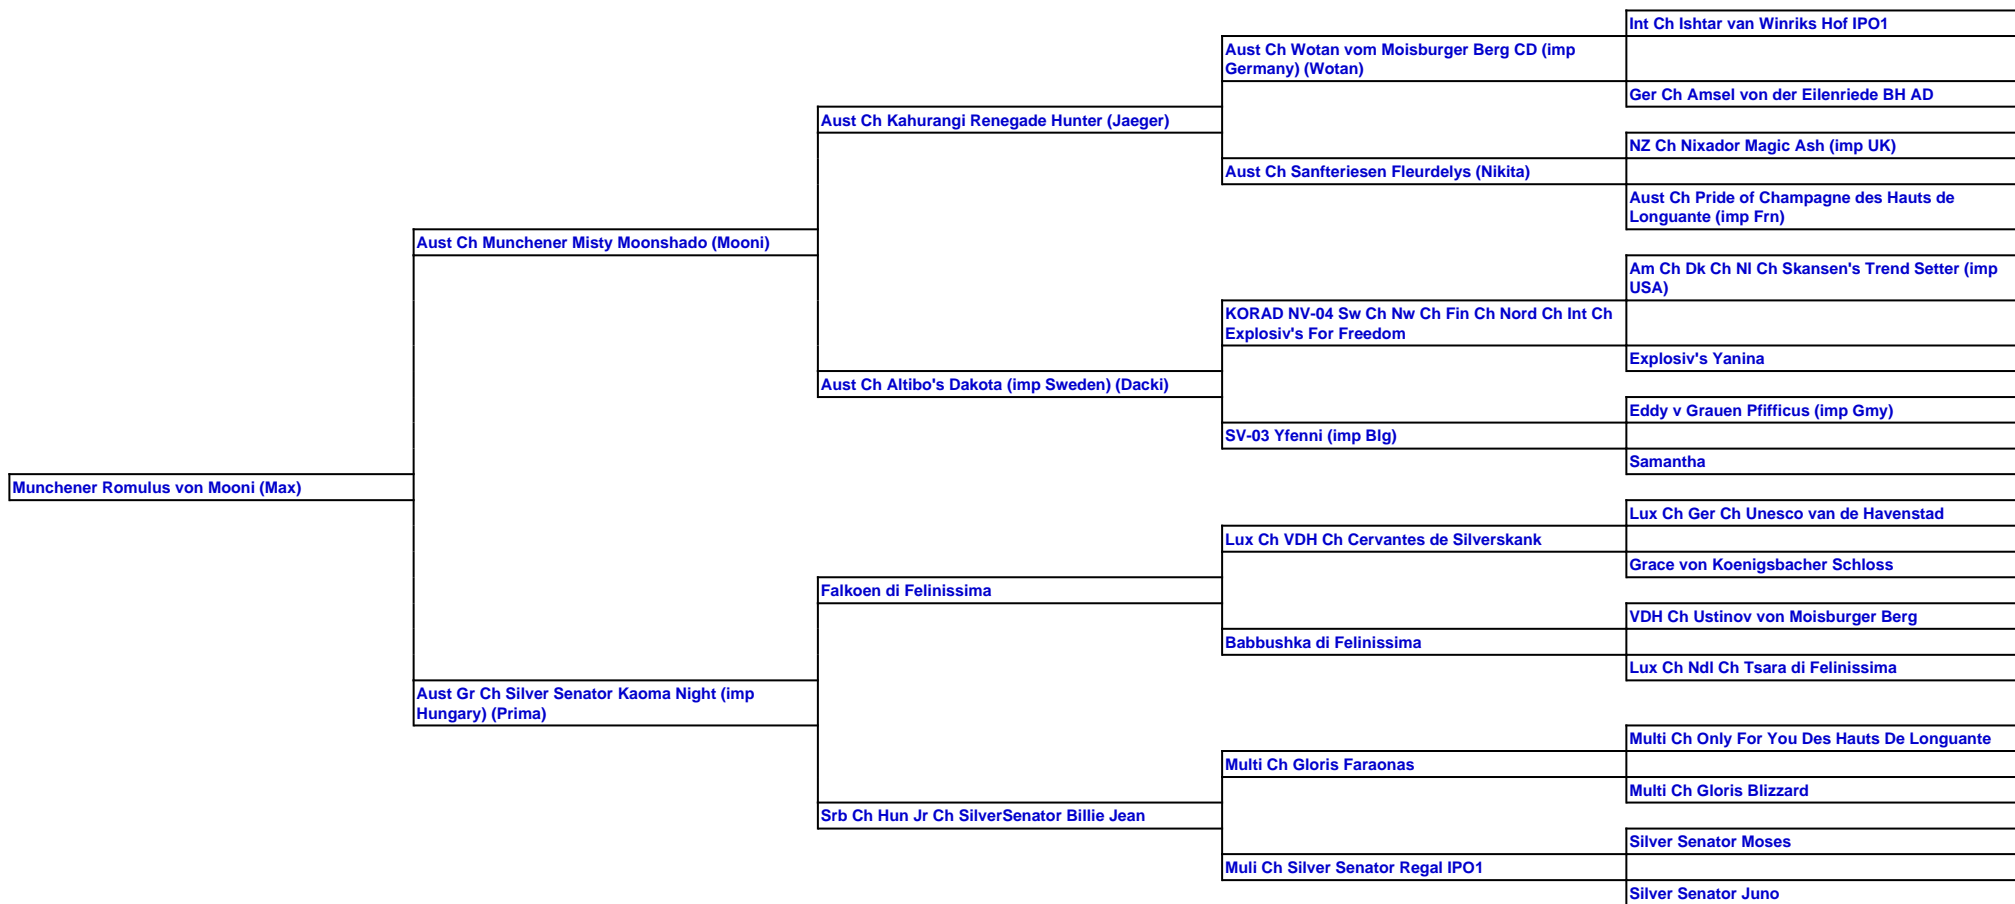 Int Ch Ishtar van Winriks Hof IPO1
Aust Ch Wotan vom Moisburger Berg CD (imp
Germany) (Wotan)
Ger Ch Amsel von der Eilenriede BH AD
Aust Ch Kahurangi Renegade Hunter (Jaeger)
NZ Ch Nixador Magic Ash (imp UK)
Aust Ch Sanfteriesen Fleurdelys (Nikita)
Aust Ch Pride of Champagne des Hauts de
Longuante (imp Frn)
Aust Ch Munchener Misty Moonshado (Mooni)
Am Ch Dk Ch Nl Ch Skansen's Trend Setter (imp
USA)
KORAD NV-04 Sw Ch Nw Ch Fin Ch Nord Ch Int Ch
Explosiv's For Freedom
Explosiv's Yanina
Aust Ch Altibo's Dakota (imp Sweden) (Dacki)
Eddy v Grauen Pfifficus (imp Gmy)
SV-03 Yfenni (imp Blg)
Samantha
Munchener Romulus von Mooni (Max)
Lux Ch Ger Ch Unesco van de Havenstad
Lux Ch VDH Ch Cervantes de Silverskank
Grace von Koenigsbacher Schloss
Falkoen di Felinissima
VDH Ch Ustinov von Moisburger Berg
Babbushka di Felinissima
Lux Ch Ndl Ch Tsara di Felinissima
Aust Gr Ch Silver Senator Kaoma Night (imp
Hungary) (Prima)
Multi Ch Only For You Des Hauts De Longuante
Multi Ch Gloris Faraonas
Multi Ch Gloris Blizzard
Srb Ch Hun Jr Ch SilverSenator Billie Jean
Silver Senator Moses
Muli Ch Silver Senator Regal IPO1
Silver Senator Juno